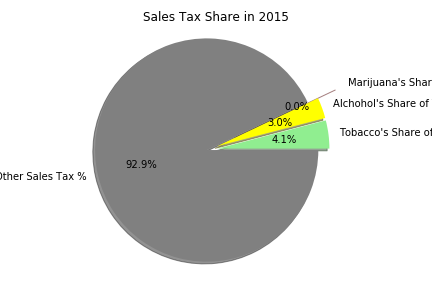 Sales Tax Share in 2015
Marijuana's Shar
0.0%
Alchohol's Share of
3.0%
Tobacco's Share of
4.1%
92.9%
Other Sales Tax %